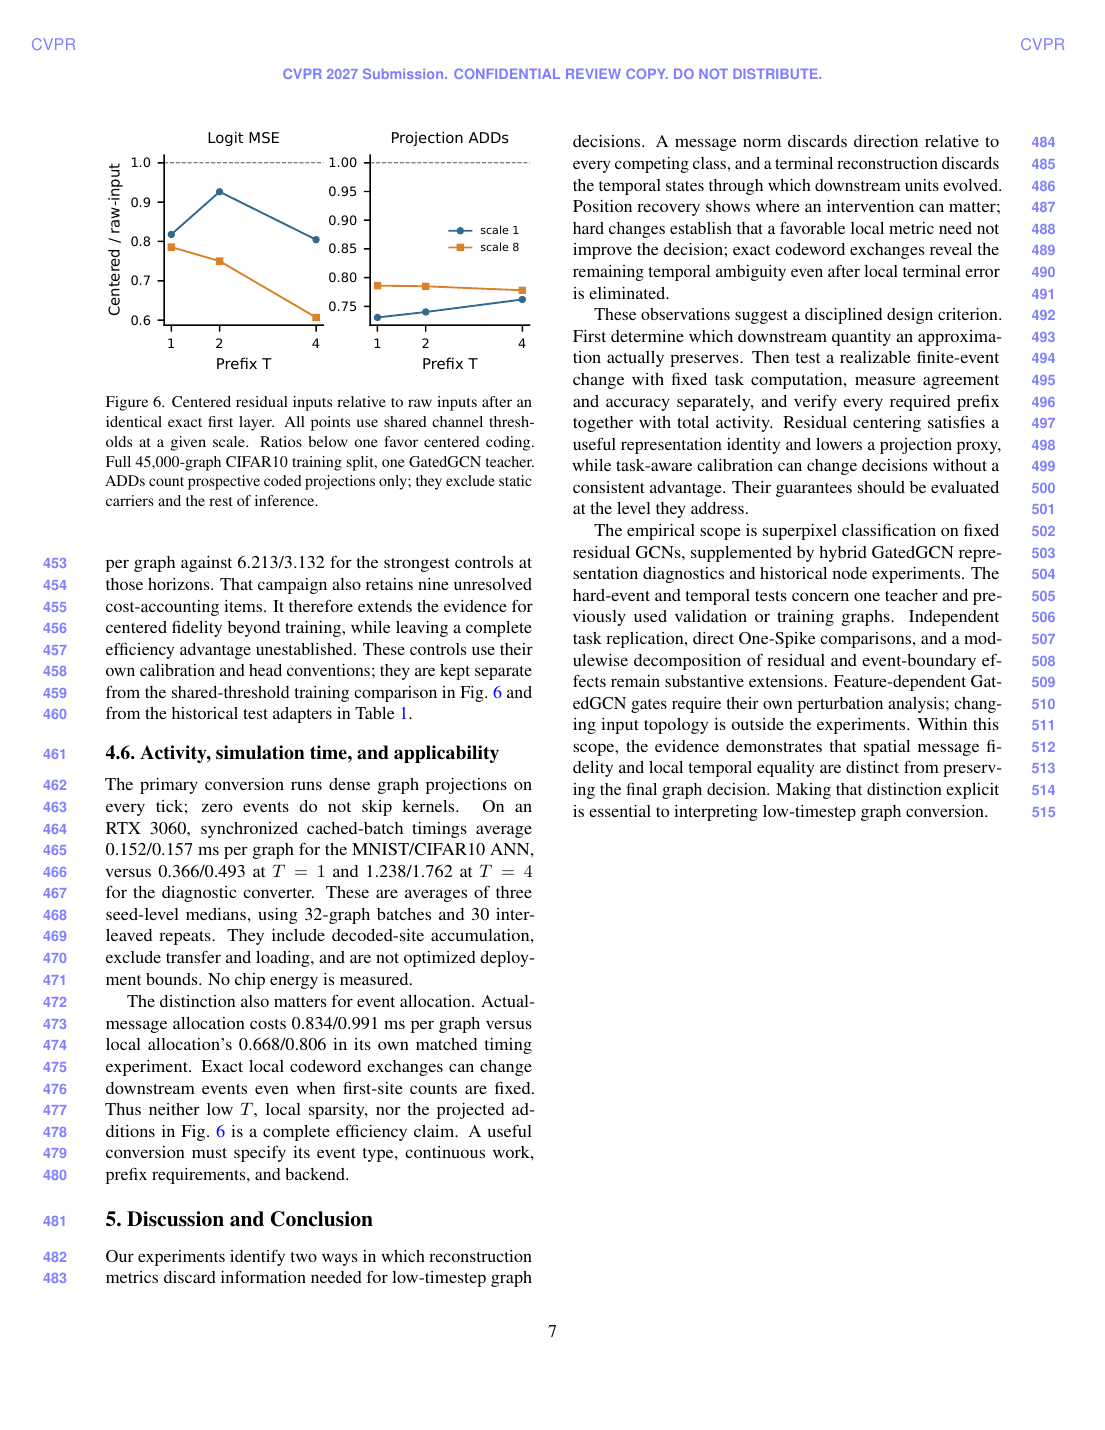 CVPR
CVPR
CVPR 2027 Submission. CONFIDENTIAL REVIEW COPY. DO NOT DISTRIBUTE.
Logit MSE
Projection ADDs
Centered / raw-input
1.0
0.9
0.8
0.7
0.6
1 2 4
Prefix T
1.00
0.95
0.90
0.85
0.80
0.75
scale 1
scale 8
1 2 4
Prefix T
Figure 6. Centered residual inputs relative to raw inputs after an
identical exact first layer. All points use shared channel thresh-
olds at a given scale. Ratios below one favor centered coding.
Full 45,000-graph CIFAR10 training split, one GatedGCN teacher.
ADDs count prospective coded projections only; they exclude static
carriers and the rest of inference.
453 per graph against 6.213/3.132 for the strongest controls at
454 those horizons. That campaign also retains nine unresolved
455 cost-accounting items. It therefore extends the evidence for
456 centered fidelity beyond training, while leaving a complete
457 efficiency advantage unestablished. These controls use their
458 own calibration and head conventions; they are kept separate
459 from the shared-threshold training comparison in Fig. 6 and
460 from the historical test adapters in Table 1.
461 4.6. Activity, simulation time, and applicability
462 The primary conversion runs dense graph projections on
463 every tick; zero events do not skip kernels. On an
464 RTX 3060, synchronized cached-batch timings average
465 0.152/0.157 ms per graph for the MNIST/CIFAR10 ANN,
466 versus 0.366/0.493 at T = 1 and 1.238/1.762 at T = 4
467 for the diagnostic converter. These are averages of three
468 seed-level medians, using 32-graph batches and 30 inter-
469 leaved repeats. They include decoded-site accumulation,
470 exclude transfer and loading, and are not optimized deploy-
471 ment bounds. No chip energy is measured.
472 The distinction also matters for event allocation. Actual-
473 message allocation costs 0.834/0.991 ms per graph versus
474 local allocation's 0.668/0.806 in its own matched timing
475 experiment. Exact local codeword exchanges can change
476 downstream events even when first-site counts are fixed.
477 Thus neither low T, local sparsity, nor the projected ad-
478 ditions in Fig. 6 is a complete efficiency claim. A useful
479 conversion must specify its event type, continuous work,
480 prefix requirements, and backend.
481 5. Discussion and Conclusion
482 Our experiments identify two ways in which reconstruction
483 metrics discard information needed for low-timestep graph
decisions. A message norm discards direction relative to 484
every competing class, and a terminal reconstruction discards 485
the temporal states through which downstream units evolved. 486
Position recovery shows where an intervention can matter; 487
hard changes establish that a favorable local metric need not 488
improve the decision; exact codeword exchanges reveal the 489
remaining temporal ambiguity even after local terminal error 490
is eliminated. 491
These observations suggest a disciplined design criterion. 492
First determine which downstream quantity an approxima- 493
tion actually preserves. Then test a realizable finite-event 494
change with fixed task computation, measure agreement 495
and accuracy separately, and verify every required prefix 496
together with total activity. Residual centering satisfies a 497
useful representation identity and lowers a projection proxy, 498
while task-aware calibration can change decisions without a 499
consistent advantage. Their guarantees should be evaluated 500
at the level they address. 501
The empirical scope is superpixel classification on fixed 502
residual GCNs, supplemented by hybrid GatedGCN repre- 503
sentation diagnostics and historical node experiments. The 504
hard-event and temporal tests concern one teacher and pre- 505
viously used validation or training graphs. Independent 506
task replication, direct One-Spike comparisons, and a mod- 507
ulewise decomposition of residual and event-boundary ef- 508
fects remain substantive extensions. Feature-dependent Gat- 509
edGCN gates require their own perturbation analysis; chang- 510
ing input topology is outside the experiments. Within this 511
scope, the evidence demonstrates that spatial message fi- 512
delity and local temporal equality are distinct from preserv- 513
ing the final graph decision. Making that distinction explicit 514
is essential to interpreting low-timestep graph conversion. 515
7